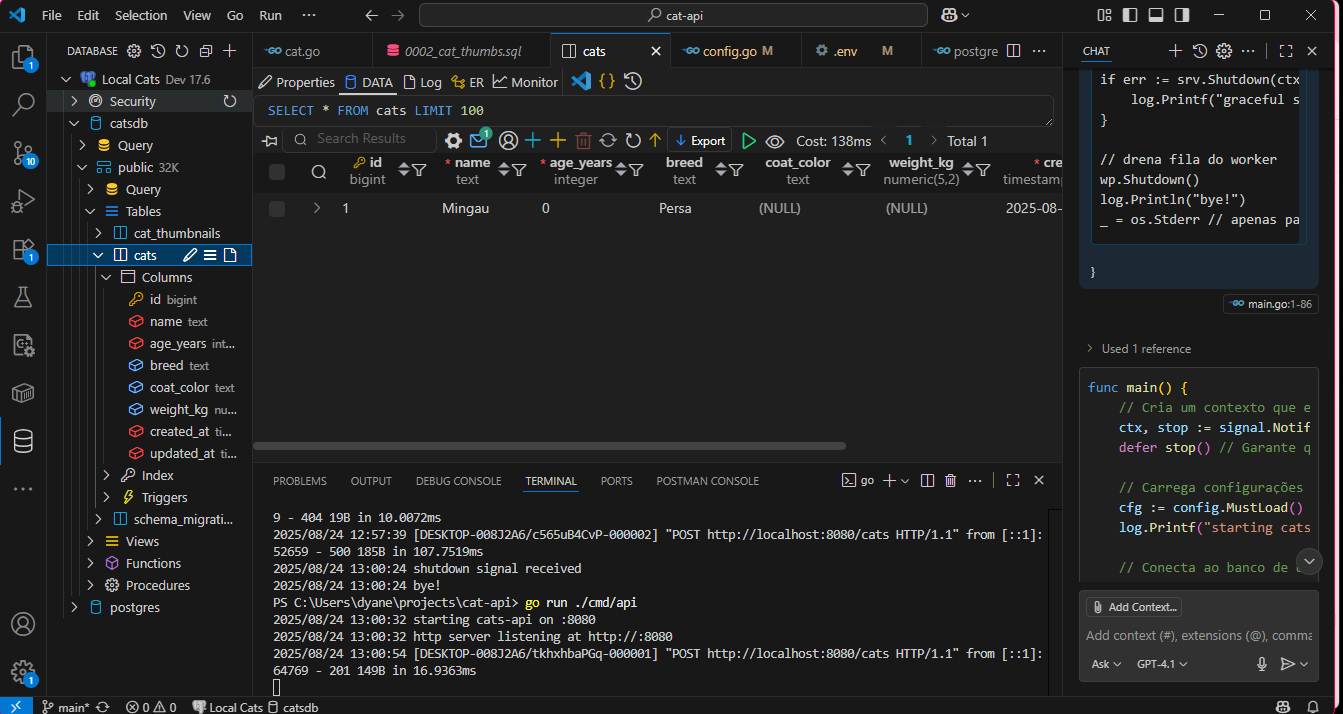 File Edit Selection View Go Run ··· cat-api
DATABASE
Local Cats Dev 17.6
Security
catsdb
Query
public 32K
Query
Tables
cat_thumbnails
cats
Columns
id bigint
name text
age_years int...
breed text
coat_color text
weight_kg nu...
created_at ti...
updated_at ti...
Index
Triggers
schema_migrati...
Views
Functions
Procedures
postgres
1
10
1
1
cat.go 0002_cat_thumbs.sql cats config.go M .env M postgre
Properties DATA Log ER Monitor
SELECT * FROM cats LIMIT 100
Search Results 1 Export Cost: 138ms 1 Total 1
id * name * age_years breed coat_color weight_kg * cre
bigint text integer text text numeric(5,2) timestamp
1 Mingau 0 Persa (NULL) (NULL) 2025-08-
PROBLEMS OUTPUT DEBUG CONSOLE TERMINAL PORTS POSTMAN CONSOLE go
9 - 404 19B in 10.0072ms
2025/08/24 12:57:39 [DESKTOP-008J2A6/c565uB4CvP-000002] "POST http://localhost:8080/cats HTTP/1.1" from [::1]:
52659 - 500 185B in 107.7519ms
2025/08/24 13:00:24 shutdown signal received
2025/08/24 13:00:24 bye!
PS C:\Users\dyane\projects\cat-api> go run ./cmd/api
2025/08/24 13:00:32 starting cats-api on :8080
2025/08/24 13:00:32 http server listening at http://:8080
2025/08/24 13:00:54 [DESKTOP-008J2A6/tkhxhbaPGq-000001] "POST http://localhost:8080/cats HTTP/1.1" from [::1]:
64769 - 201 149B in 16.9363ms
CHAT
if err := srv.Shutdown(ctx
log.Printf("graceful s
}
// drena fila do worker
wp.Shutdown()
log.Println("bye!")
_ = os.Stderr // apenas pa
}
main.go:1-86
Used 1 reference
func main() {
// Cria um contexto que e
ctx, stop := signal.Notif
defer stop() // Garante q
// Carrega configurações
cfg := config.MustLoad()
log.Printf("starting cats
// Conecta ao banco de
Add Context...
Add context (#), extensions (@), comma
Ask GPT-4.1
main* 0 0 Local Cats catsdb